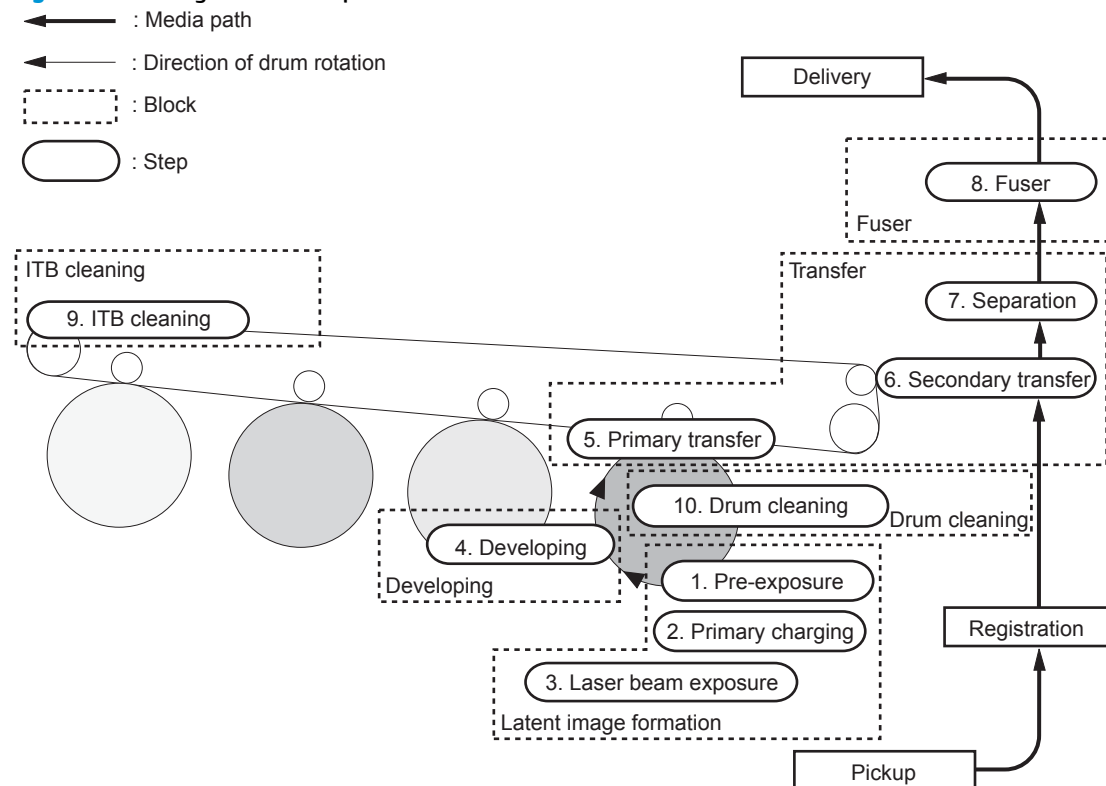 : Media path
: Direction of drum rotation
: Block
: Step
Delivery
8. Fuser
Fuser
ITB cleaning
9. ITB cleaning
Transfer
7. Separation
6. Secondary transfer
5. Primary transfer
10. Drum cleaning
Drum cleaning
4. Developing
Developing
1. Pre-exposure
2. Primary charging
3. Laser beam exposure
Latent image formation
Registration
Pickup